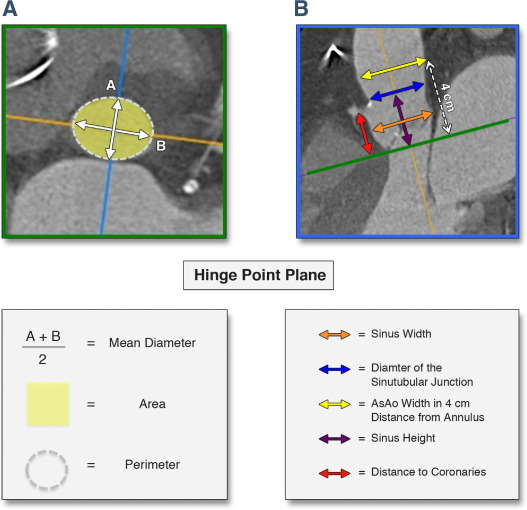 A
B
A
B
4 cm
Hinge Point Plane
A + B
2
= Mean Diameter
= Area
= Perimeter
= Sinus Width
= Diamter of the
Sinutubular Junction
= AsAo Width in 4 cm
Distance from Annulus
= Sinus Height
= Distance to Coronaries